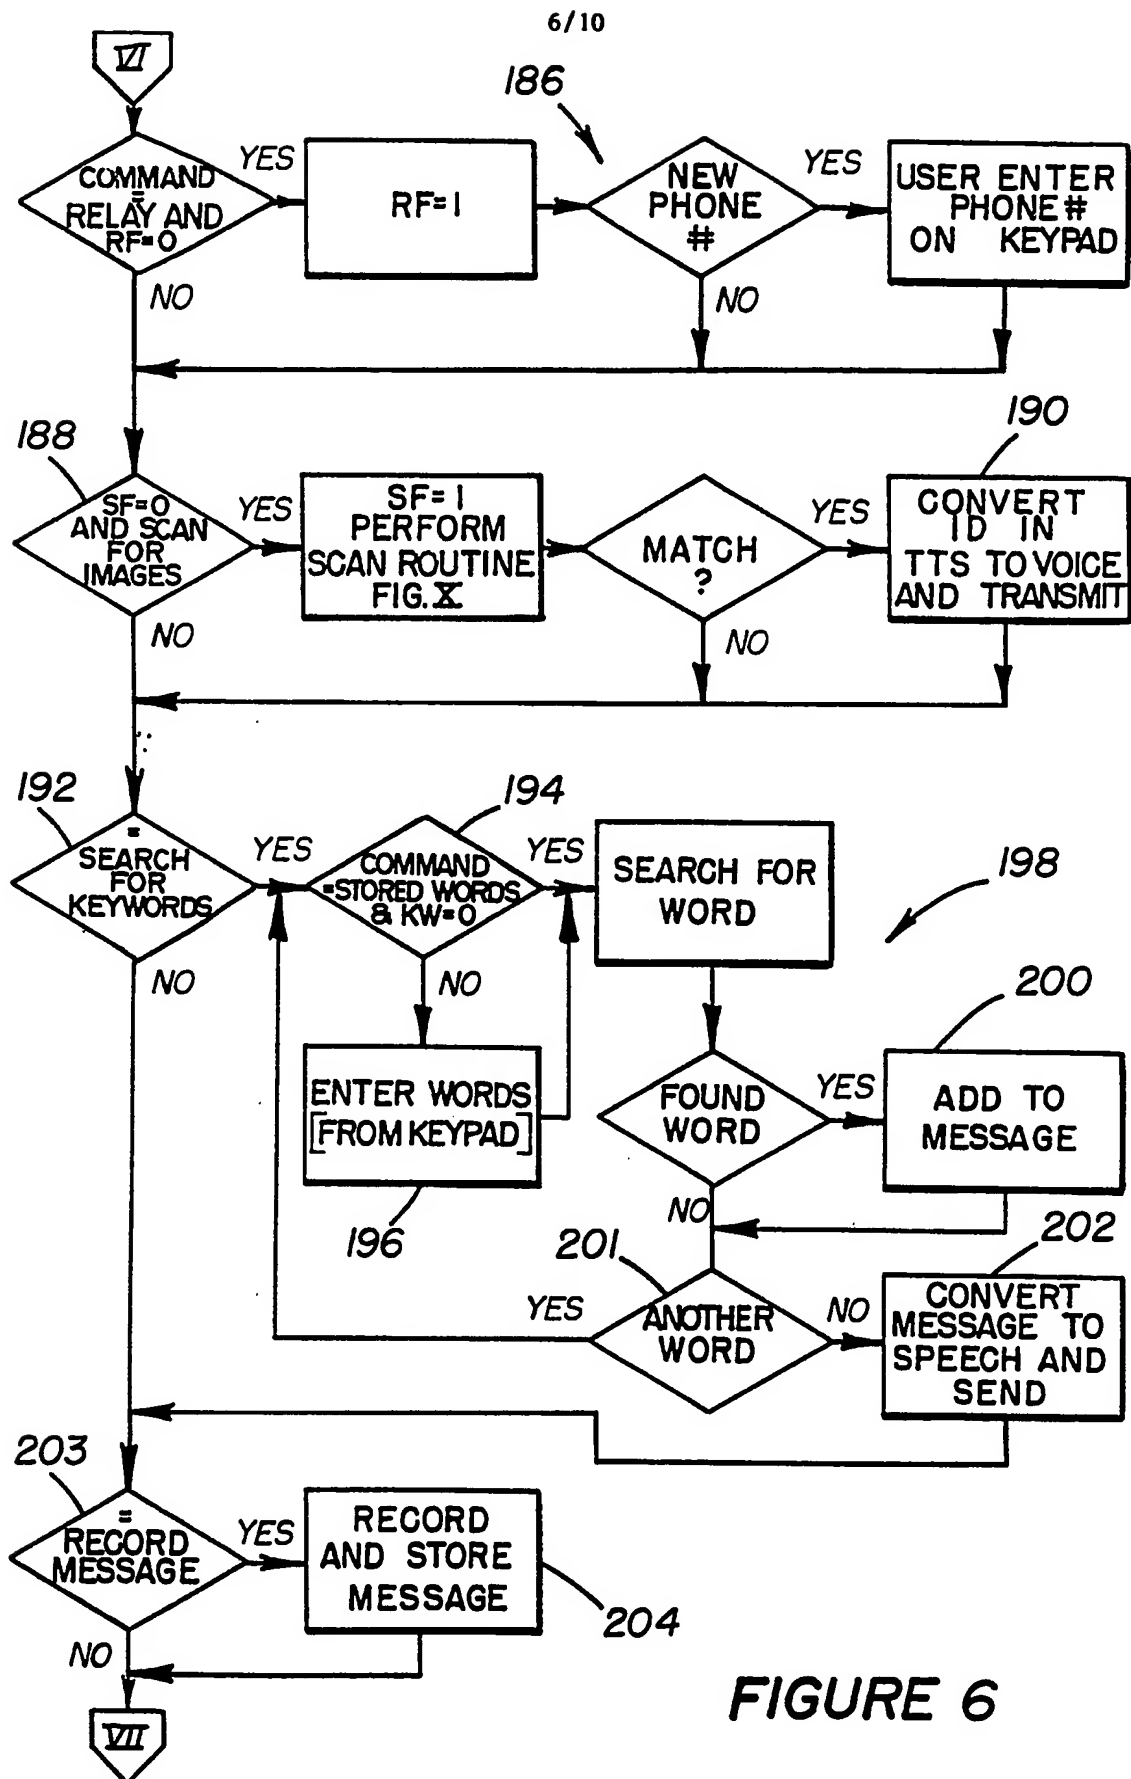 6/10
VI
186
COMMAND
=
RELAY AND
RF=0
YES
RF=1
NEW
PHONE
#
YES
USER ENTER
PHONE #
ON KEYPAD
NO
NO
188
190
SF=0
AND SCAN
FOR
IMAGES
YES
SF=1
PERFORM
SCAN ROUTINE
FIG. X
MATCH
?
YES
CONVERT
ID IN
TTS TO VOICE
AND TRANSMIT
NO
NO
192
194
=
SEARCH
FOR
KEYWORDS
YES
COMMAND
=STORED WORDS
& KW=0
YES
SEARCH FOR
WORD
198
NO
NO
200
ENTER WORDS
[FROM KEYPAD]
196
FOUND
WORD
YES
ADD TO
MESSAGE
NO
201
202
YES
ANOTHER
WORD
NO
CONVERT
MESSAGE TO
SPEECH AND
SEND
203
=
RECORD
MESSAGE
YES
RECORD
AND STORE
MESSAGE
204
NO
VII
FIGURE 6